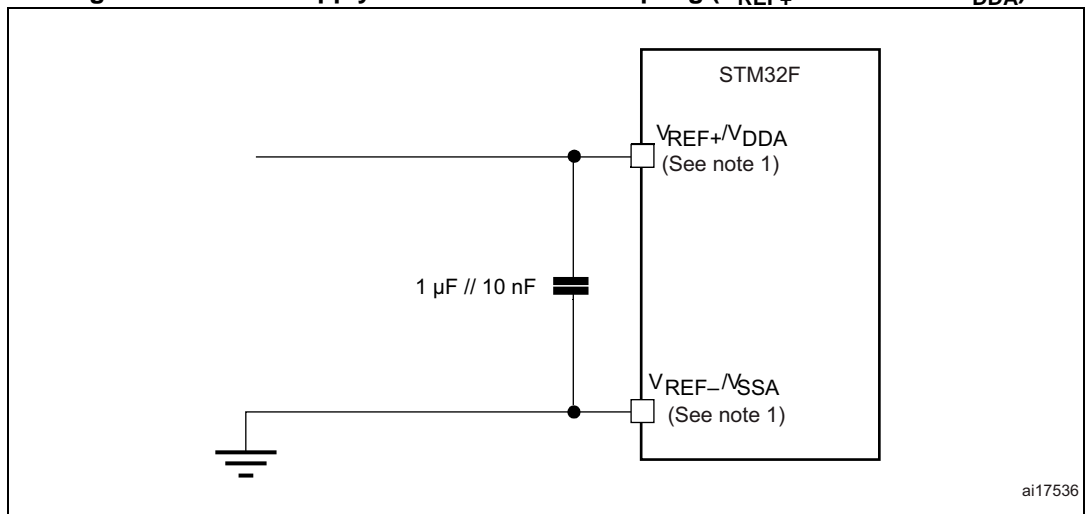 STM32F
VREF+/VDDA
(See note 1)
1 µF // 10 nF
VREF–/VSSA
(See note 1)
ai17536